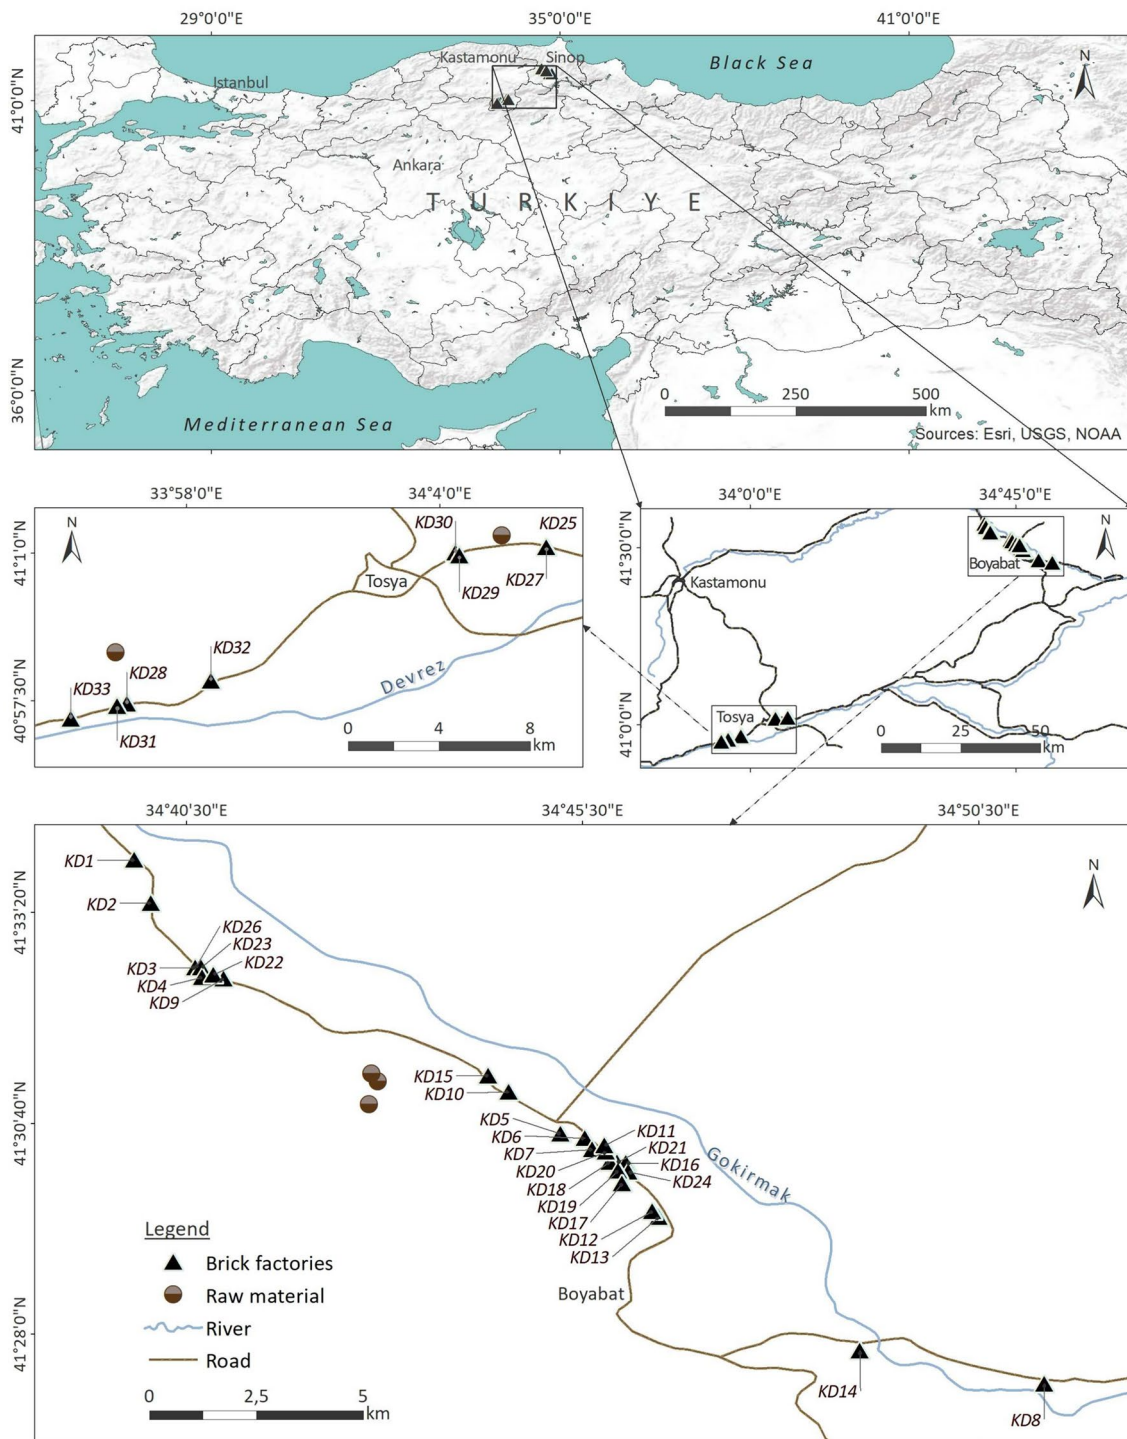 29°0'0"E
35°0'0"E
41°0'0"E
41°0'0"N
36°0'0"N
Kastamonu
Sinop
Black Sea
N
Istanbul
Ankara
TURKIYE
Mediterranean Sea
0 250 500
km
Sources: Esri, USGS, NOAA
33°58'0"E
34°4'0"E
41°1'0"N
40°57'30"N
N
KD30
KD25
Tosya
KD29
KD27
KD32
KD28
KD33
KD31
Devrez
0 4 8
km
34°0'0"E
34°45'0"E
41°30'0"N
41°0'0"N
N
Boyabat
Kastamonu
Tosya
0 25 50
km
34°40'30"E
34°45'30"E
34°50'30"E
41°33'20"N
41°30'40"N
41°28'0"N
N
KD1
KD2
KD26
KD23
KD3
KD22
KD4
KD9
KD15
KD10
KD5
KD11
KD6
KD7
KD21
KD20
KD16
KD18
KD24
KD19
KD17
KD12
KD13
Gokirmak
Boyabat
KD14
KD8
Legend
Brick factories
Raw material
River
Road
0 2,5 5
km